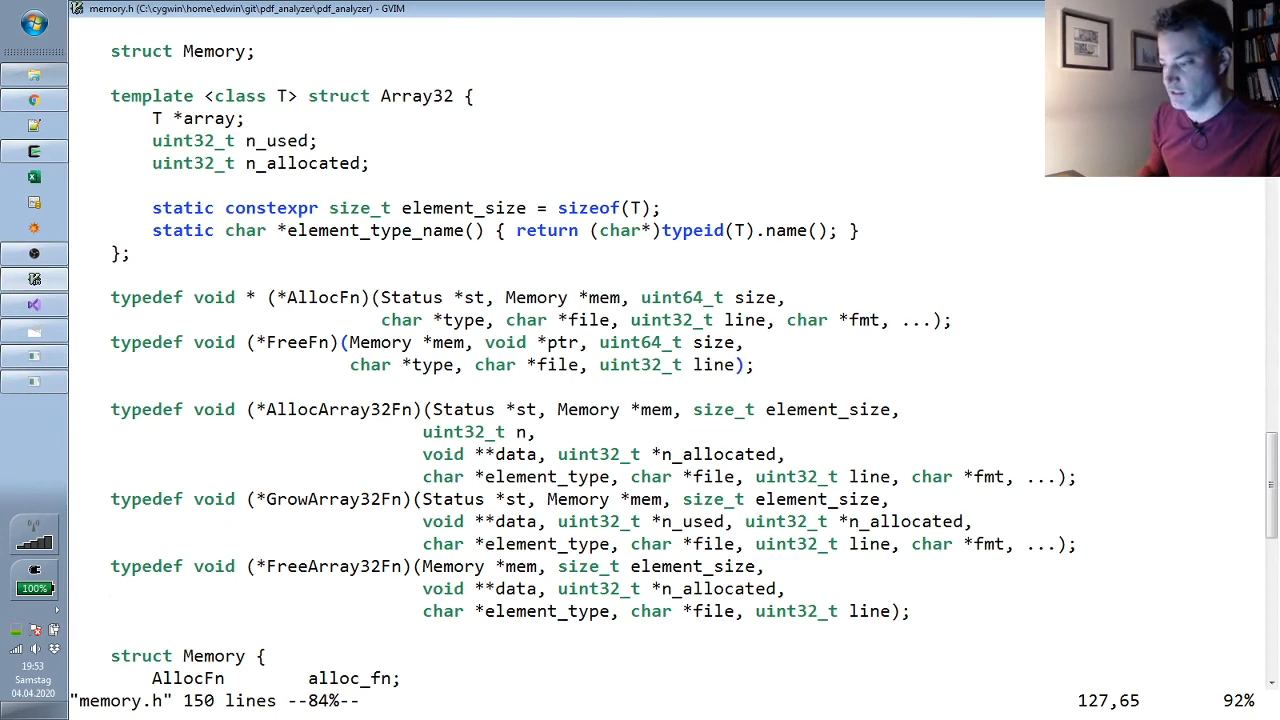 memory.h (C:\cygwin\home\edwin\git\pdf_analyzer\pdf_analyzer) - GVIM
struct Memory;
template <class T> struct Array32 {
T *array;
uint32_t n_used;
uint32_t n_allocated;
static constexpr size_t element_size = sizeof(T);
static char *element_type_name() { return (char*)typeid(T).name(); }
};
typedef void * (*AllocFn)(Status *st, Memory *mem, uint64_t size,
char *type, char *file, uint32_t line, char *fmt, ...);
typedef void (*FreeFn)(Memory *mem, void *ptr, uint64_t size,
char *type, char *file, uint32_t line);
typedef void (*AllocArray32Fn)(Status *st, Memory *mem, size_t element_size,
uint32_t n,
void **data, uint32_t *n_allocated,
char *element_type, char *file, uint32_t line, char *fmt, ...);
typedef void (*GrowArray32Fn)(Status *st, Memory *mem, size_t element_size,
void **data, uint32_t *n_used, uint32_t *n_allocated,
char *element_type, char *file, uint32_t line, char *fmt, ...);
typedef void (*FreeArray32Fn)(Memory *mem, size_t element_size,
void **data, uint32_t *n_allocated,
char *element_type, char *file, uint32_t line);
struct Memory {
AllocFn alloc_fn;
"memory.h" 150 lines --84%-- 127,65 92%
100%
19:53
Samstag
04.04.2020